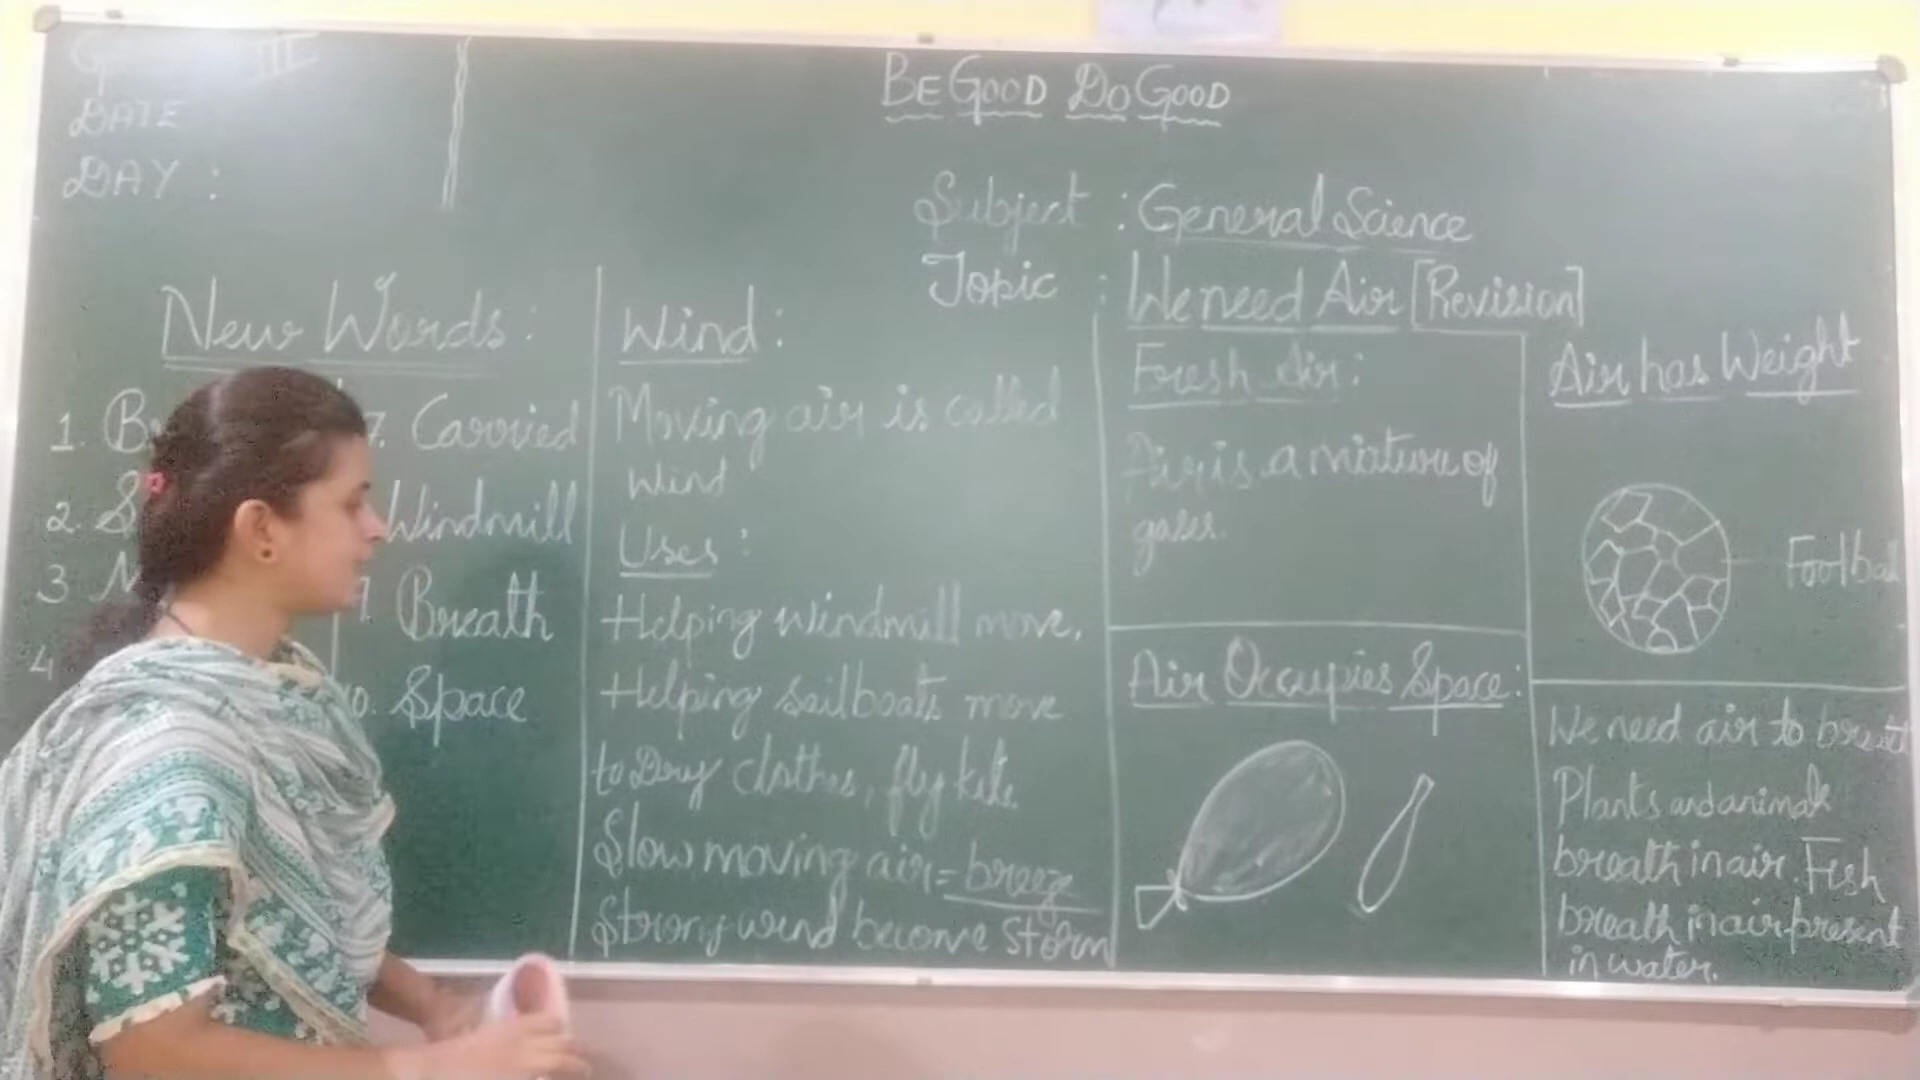 III
DATE
DAY :
BE GOOD DO GOOD
Subject : General Science
Topic : We need Air [Revision]
New Words :
1.
2.
3
4
7. Carried
Windmill
Breath
10. Space
Wind :
Moving air is called
Wind
Uses :
Helping windmill move.
Helping sailboats move
to Dry clothes, fly kite.
Slow moving air = breeze
Strong wind become Storm
Fresh Air :
Air is a mixture of
gases.
Air Occupies Space :
Air has Weight
We need air to
Plants and animals
breath in air. Fish
breath in air present
in water.